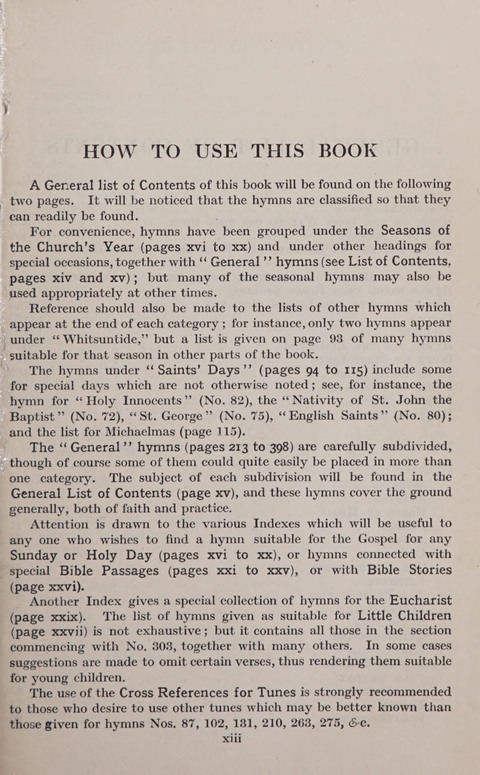 HOW TO USE THIS BOOK
A General list of Contents of this book will be found on the following
two pages. It will be noticed that the hymns are classified so that they
can readily be found.
For convenience, hymns have been grouped under the Seasons of
the Church's Year (pages xvi to xx) and under other headings for
special occasions, together with “ General ” hymns (see List of Contents,
pages xiv and xv); but many of the seasonal hymns may also be
used appropriately at other times.
Reference should also be made to the lists of other hymns which
appear at the end of each category; for instance, only two hymns appear
under “ Whitsuntide,” but a list is given on page 93 of many hymns
suitable for that season in other parts of the book.
The hymns under “ Saints' Days ” (pages 94 to 115) include some
for special days which are not otherwise noted; see, for instance, the
hymn for “ Holy Innocents ” (No. 82), the “ Nativity of St. John the
Baptist ” (No. 72), “ St. George ” (No. 75), “ English Saints ” (No. 80);
and the list for Michaelmas (page 115).
The “ General ” hymns (pages 213 to 398) are carefully subdivided,
though of course some of them could quite easily be placed in more than
one category. The subject of each subdivision will be found in the
General List of Contents (page xv), and these hymns cover the ground
generally, both of faith and practice.
Attention is drawn to the various Indexes which will be useful to
any one who wishes to find a hymn suitable for the Gospel for any
Sunday or Holy Day (pages xvi to xx), or hymns connected with
special Bible Passages (pages xxi to xxv), or with Bible Stories
(page xxvi).
Another Index gives a special collection of hymns for the Eucharist
(page xxix). The list of hymns given as suitable for Little Children
(page xxvii) is not exhaustive; but it contains all those in the section
commencing with No. 303, together with many others. In some cases
suggestions are made to omit certain verses, thus rendering them suitable
for young children.
The use of the Cross References for Tunes is strongly recommended
to those who desire to use other tunes which may be better known than
those given for hymns Nos. 87, 102, 131, 210, 263, 275, &c.
xiii